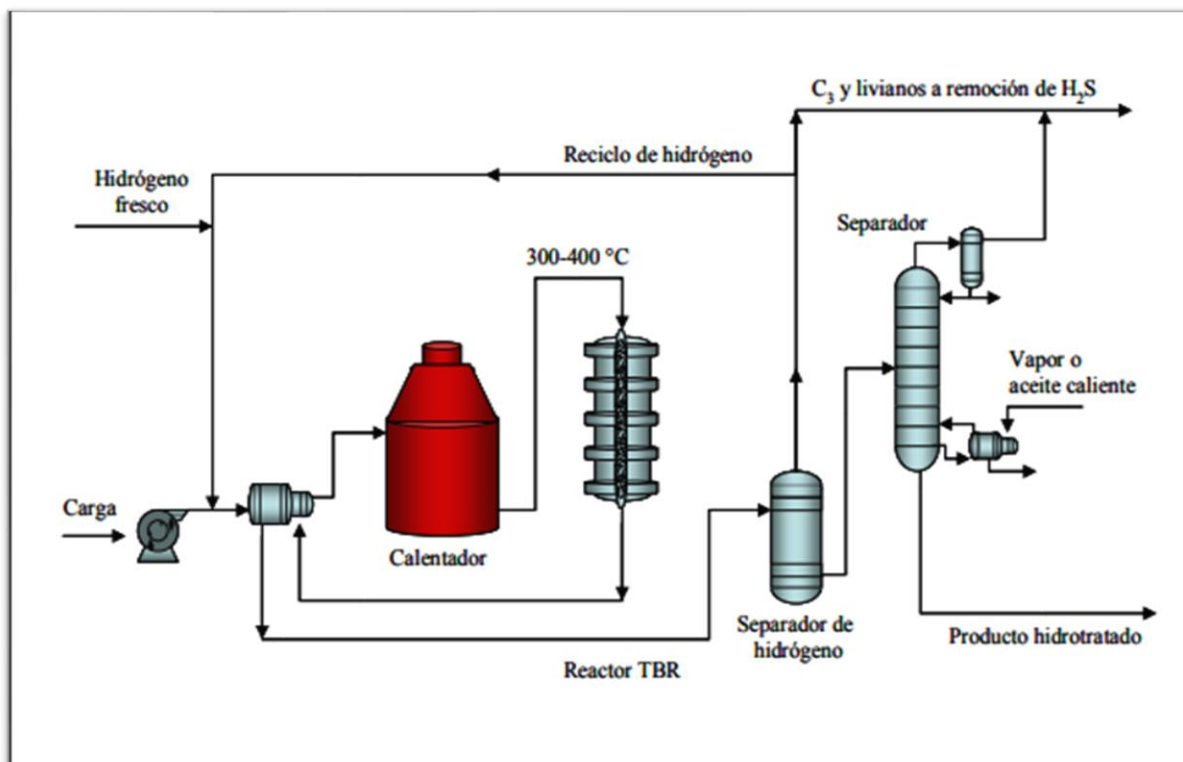 C₃ y livianos a remoción de H₂S
Reciclo de hidrógeno
Hidrógeno
fresco
Separador
300-400 °C
Vapor o
aceite caliente
Carga
Calentador
Separador de
hidrógeno
Producto hidrotratado
Reactor TBR